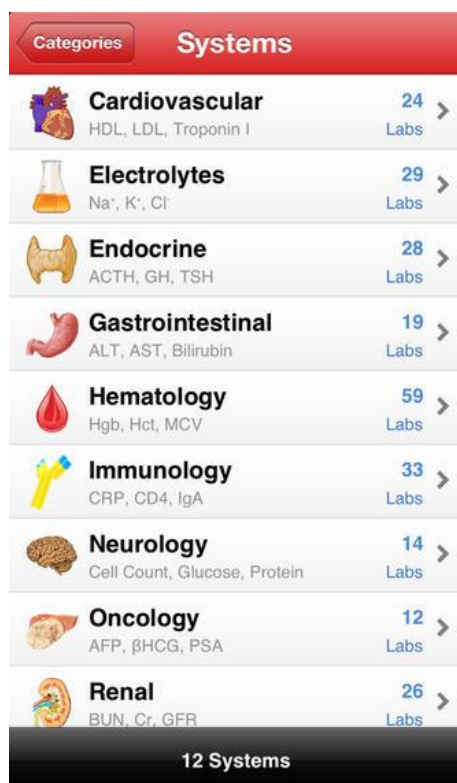 Categories
Systems
Cardiovascular
24
HDL, LDL, Troponin I
Labs
Electrolytes
29
Na⁺, K⁺, Cl⁻
Labs
Endocrine
28
ACTH, GH, TSH
Labs
Gastrointestinal
19
ALT, AST, Bilirubin
Labs
Hematology
59
Hgb, Hct, MCV
Labs
Immunology
33
CRP, CD4, IgA
Labs
Neurology
14
Cell Count, Glucose, Protein
Labs
Oncology
12
AFP, βHCG, PSA
Labs
Renal
26
BUN, Cr, GFR
Labs
12 Systems